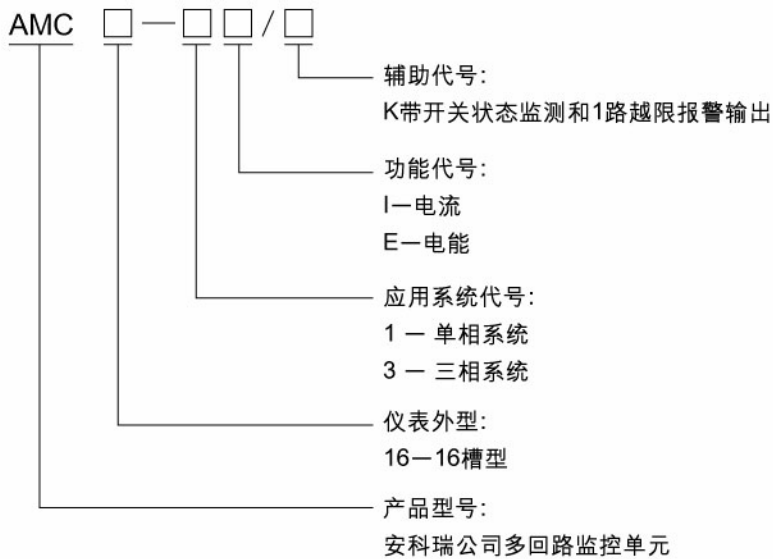 AMC □—□□/□
辅助代号:
K带开关状态监测和1路越限报警输出
功能代号:
I—电流
E—电能
应用系统代号:
1 — 单相系统
3 — 三相系统
仪表外型:
16—16槽型
产品型号:
安科瑞公司多回路监控单元